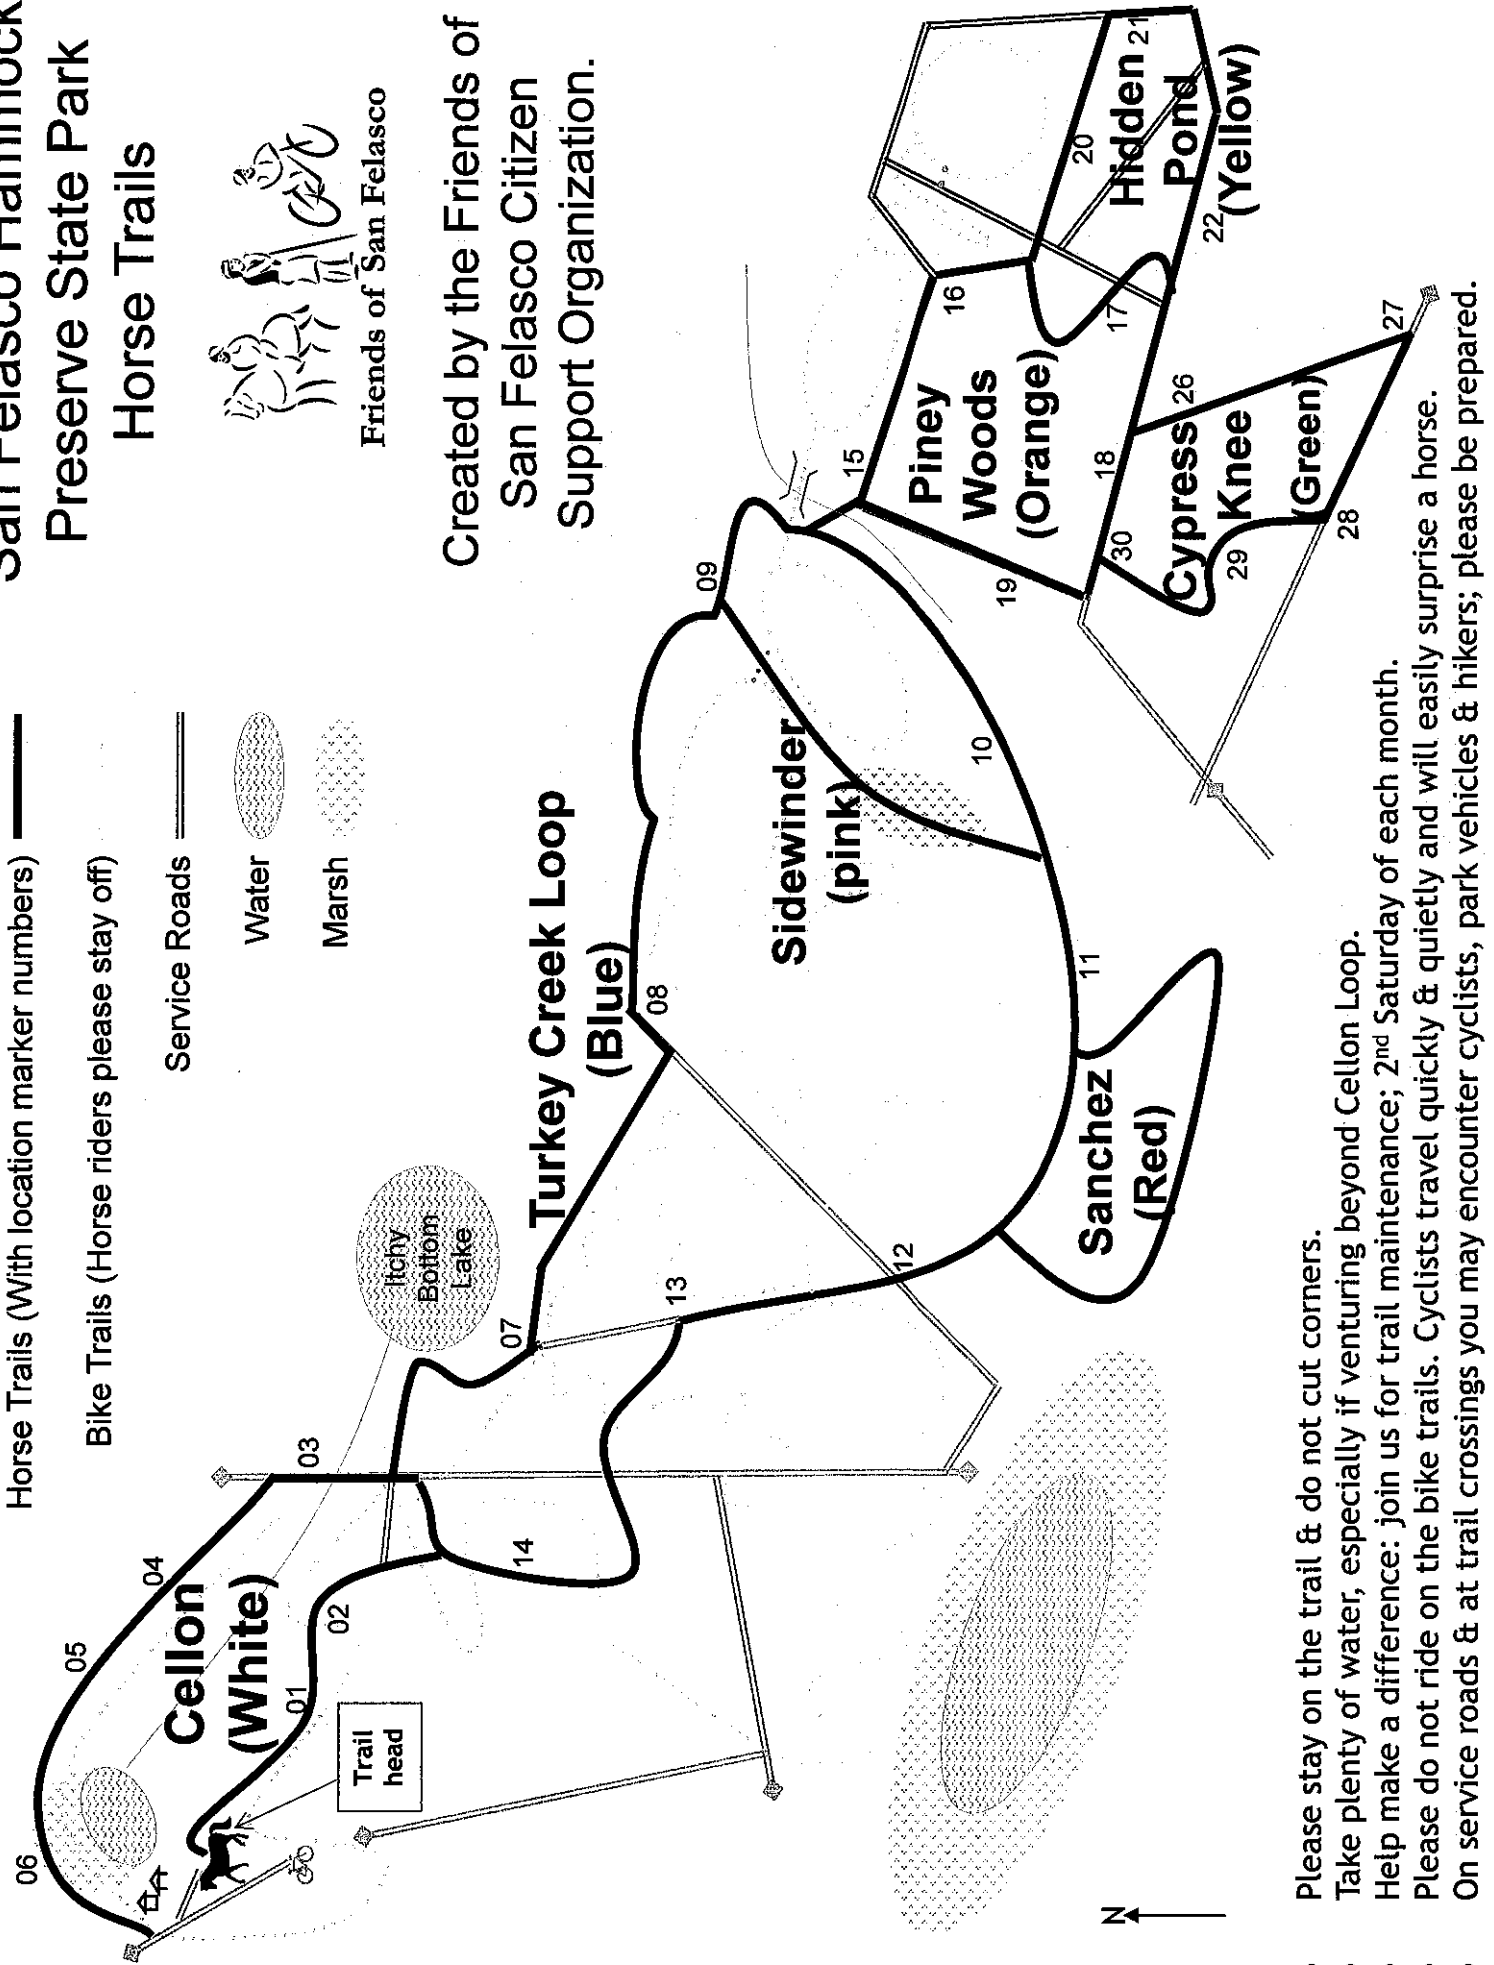 San Felasco Hammock
Preserve State Park
Horse Trails
Friends of San Felasco
Created by the Friends of
San Felasco Citizen
Support Organization.
Horse Trails (With location marker numbers)
Bike Trails (Horse riders please stay off)
Service Roads
Water
Marsh
06
05
04
03
Cellon
(White)
01
02
Trail
head
14
Itchy
Bottom
Lake
07
13
12
Turkey Creek Loop
(Blue)
08
09
Sidewinder
(pink)
10
11
Sanchez
(Red)
15
16
Piney
Woods
(Orange)
17
18
19
20
21
Hidden
Pond
(Yellow)
22
Cypress
Knee
(Green)
26
27
28
29
30
N
Please stay on the trail & do not cut corners.
Take plenty of water, especially if venturing beyond Cellon Loop.
Help make a difference: join us for trail maintenance; 2nd Saturday of each month.
Please do not ride on the bike trails. Cyclists travel quickly & quietly and will easily surprise a horse.
On service roads & at trail crossings you may encounter cyclists, park vehicles & hikers; please be prepared.